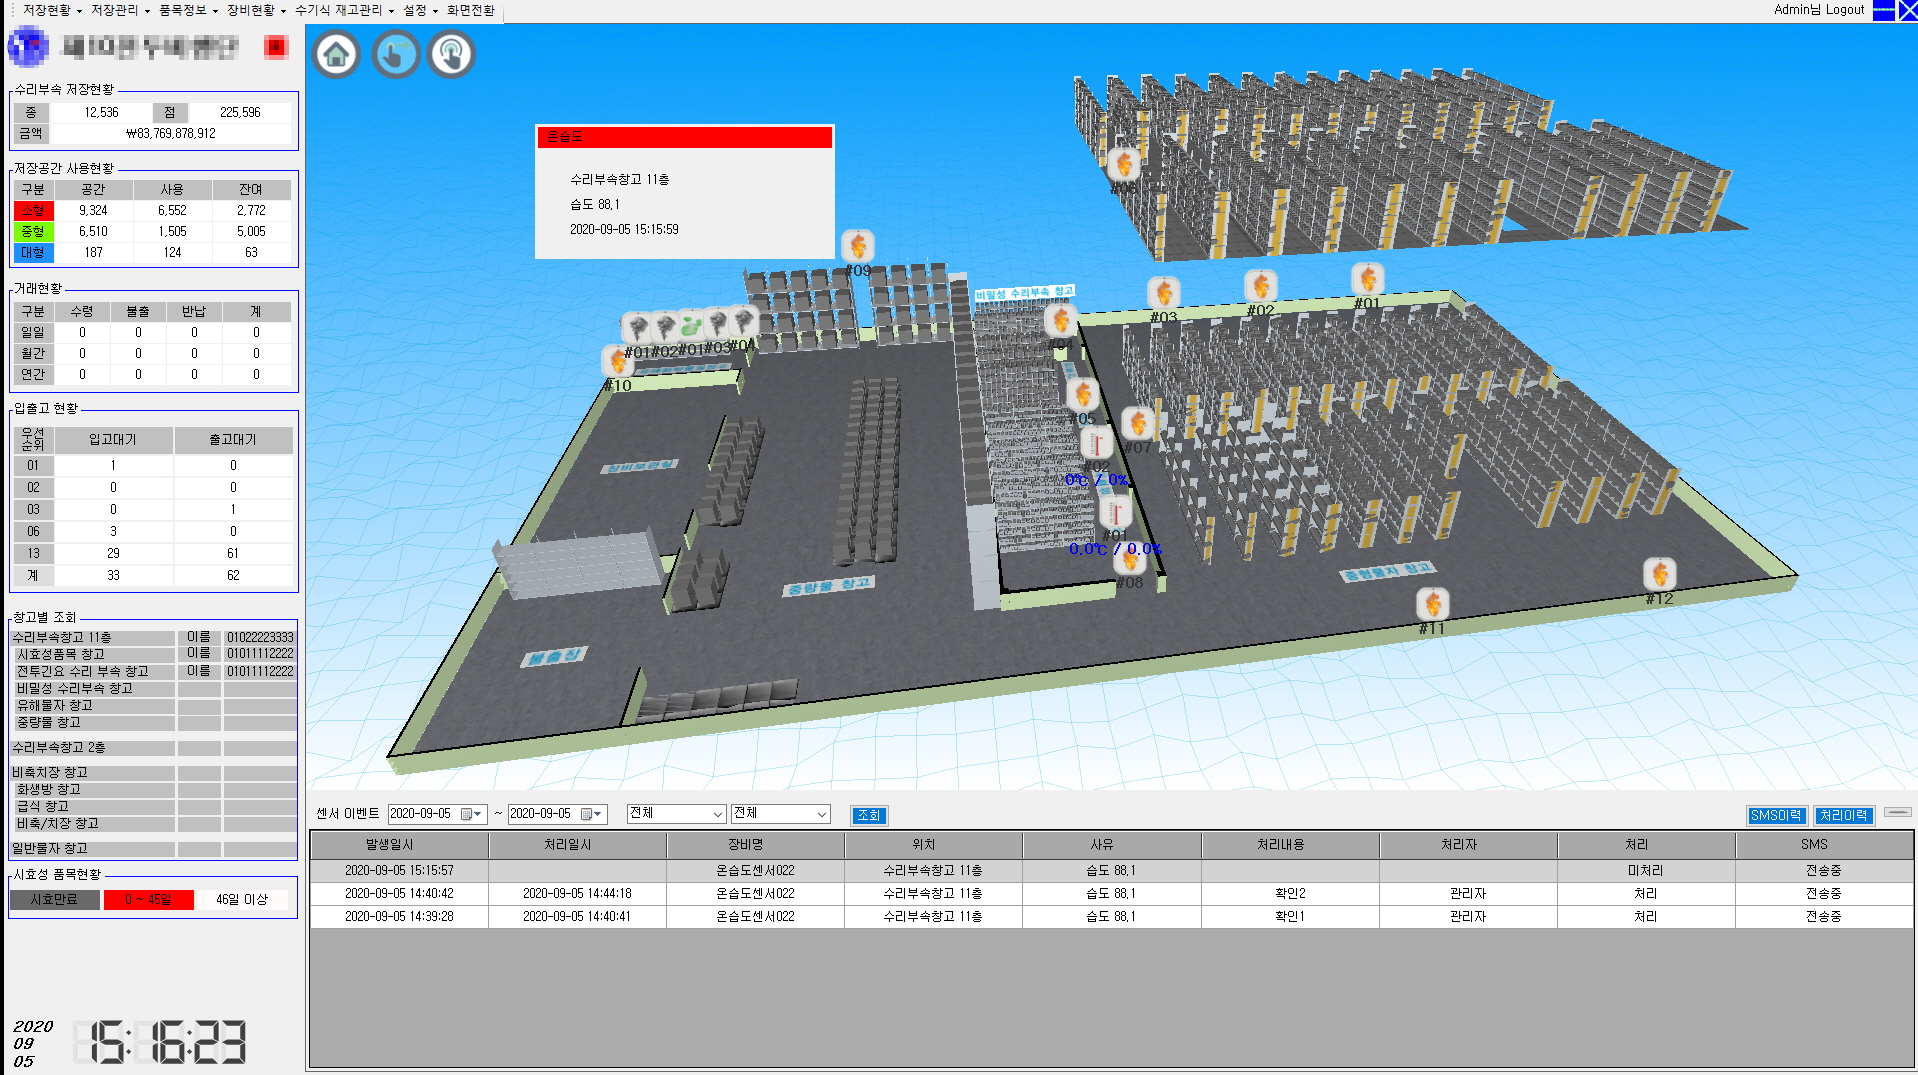 저장현황 저장관리 품목정보 장비현황 수기식 재고관리 설정 화면전환
Admin님 Logout
수리부속 저장현황
종 12,536 점 225,596
금액 ₩83,769,878,912
저장공간 사용현황
구분 공간 사용 잔여
소형 9,324 6,552 2,772
중형 6,510 1,505 5,005
대형 187 124 63
거래현황
구분 수령 불출 반납 계
일일 0 0 0 0
월간 0 0 0 0
연간 0 0 0 0
입출고 현황
우선순위 입고대기 출고대기
01 1 0
02 0 0
03 0 1
06 3 0
13 29 61
계 33 62
창고별 조회
수리부속창고 11층 이름 01022223333
시효성품목 창고 이름 01011112222
전투긴요 수리 부속 창고 이름 01011112222
비밀성 수리부속 창고
유해물자 창고
중량물 창고
수리부속창고 2층
비축치장 창고
화생방 창고
급식 창고
비축/치장 창고
일반물자 창고
시효성 품목현황
시효만료 0 ~ 45일 46일 이상
2020
09
05
15:16:23
온습도
수리부속창고 11층
습도 88.1
2020-09-05 15:15:59
#06
#09
비밀성 수리부속 창고
#03
#02
#01
#04
#01 #02 #01 #03 #04
#10
#05
#07
#02
0℃ / 0%
#01
0.0℃ / 0.0%
#08
장비보관실
중량물 창고
중형물자 창고
불출진
#11
#12
센서 이벤트 2020-09-05 ~ 2020-09-05 전체 전체 조회 SMS이력 처리이력
발생일시 처리일시 장비명 위치 사유 처리내용 처리자 처리 SMS
2020-09-05 15:15:57 온습도센서022 수리부속창고 11층 습도 88.1 미처리 전송중
2020-09-05 14:40:42 2020-09-05 14:44:18 온습도센서022 수리부속창고 11층 습도 88.1 확인2 관리자 처리 전송중
2020-09-05 14:39:28 2020-09-05 14:40:41 온습도센서022 수리부속창고 11층 습도 88.1 확인1 관리자 처리 전송중